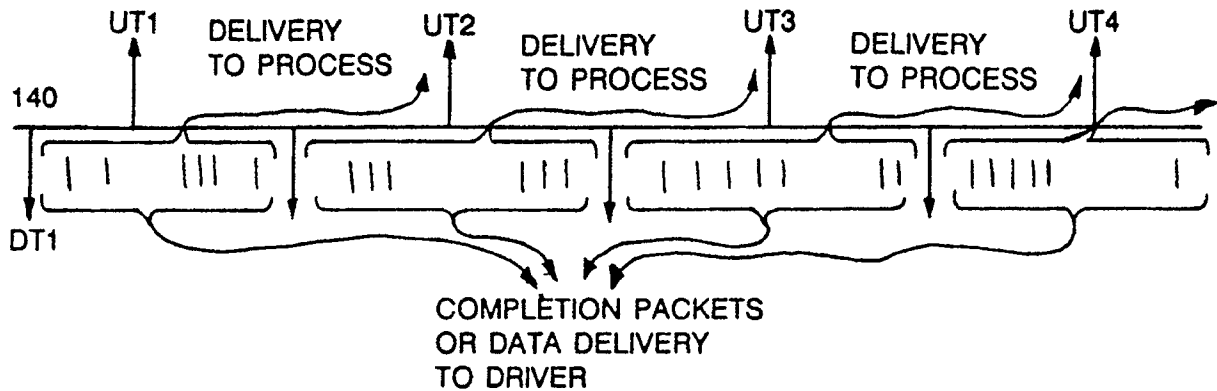 UT1
DELIVERY
TO PROCESS
UT2
DELIVERY
TO PROCESS
UT3
DELIVERY
TO PROCESS
UT4
140
DT1
COMPLETION PACKETS
OR DATA DELIVERY
TO DRIVER